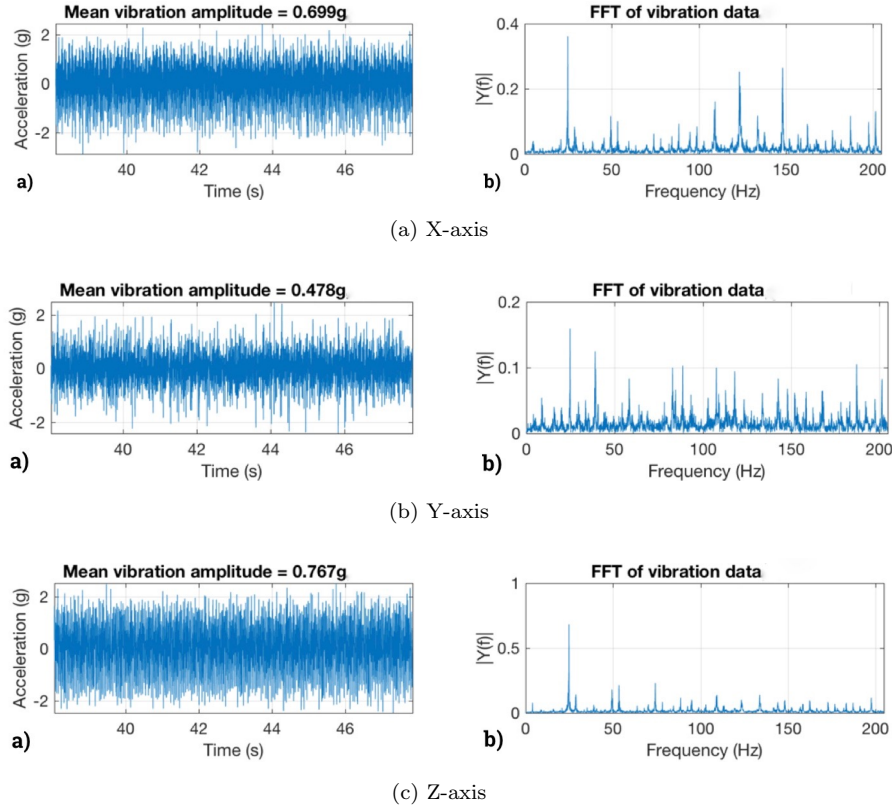 Mean vibration amplitude = 0.699g
FFT of vibration data
Acceleration (g)
2
0
-2
40
42
44
46
Time (s)
a)
|Y(f)|
0.4
0.2
0
0
50
100
150
200
Frequency (Hz)
b)
(a) X-axis
Mean vibration amplitude = 0.478g
FFT of vibration data
Acceleration (g)
2
0
-2
40
42
44
46
Time (s)
a)
|Y(f)|
0.2
0.1
0
0
50
100
150
200
Frequency (Hz)
b)
(b) Y-axis
Mean vibration amplitude = 0.767g
FFT of vibration data
Acceleration (g)
2
0
-2
40
42
44
46
Time (s)
a)
|Y(f)|
1
0.5
0
0
50
100
150
200
Frequency (Hz)
b)
(c) Z-axis